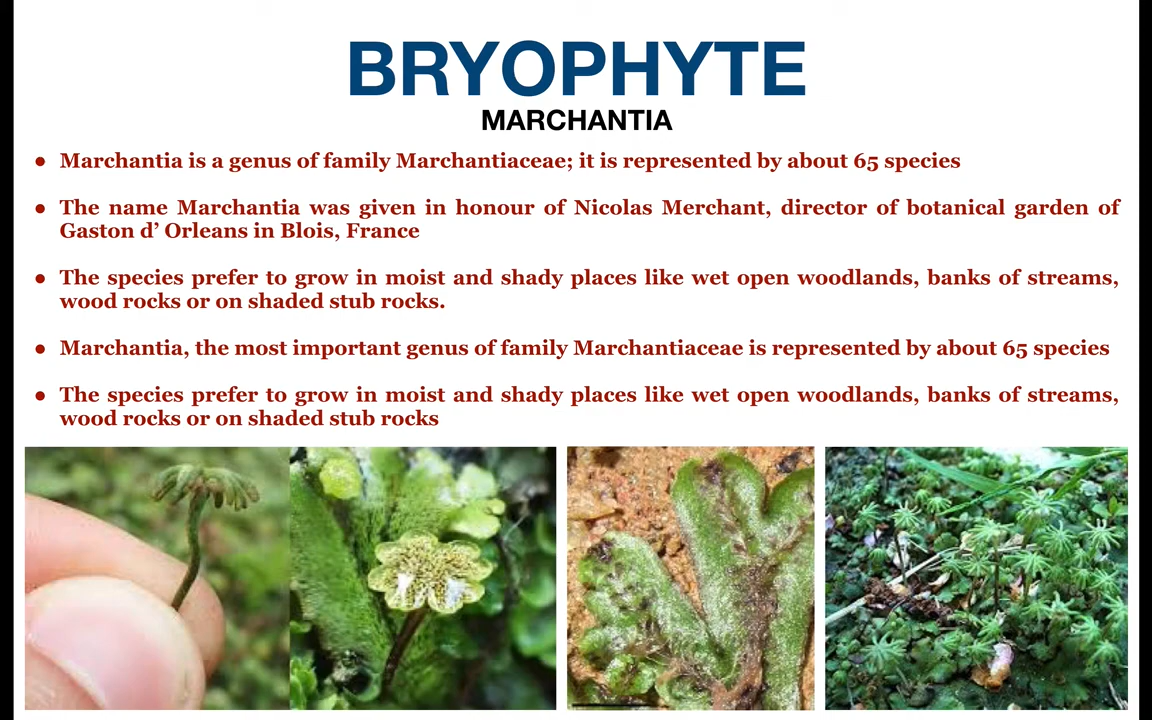 BRYOPHYTE
MARCHANTIA
● Marchantia is a genus of family Marchantiaceae; it is represented by about 65 species
● The name Marchantia was given in honour of Nicolas Merchant, director of botanical garden of
Gaston d’ Orleans in Blois, France
● The species prefer to grow in moist and shady places like wet open woodlands, banks of streams,
wood rocks or on shaded stub rocks.
● Marchantia, the most important genus of family Marchantiaceae is represented by about 65 species
● The species prefer to grow in moist and shady places like wet open woodlands, banks of streams,
wood rocks or on shaded stub rocks